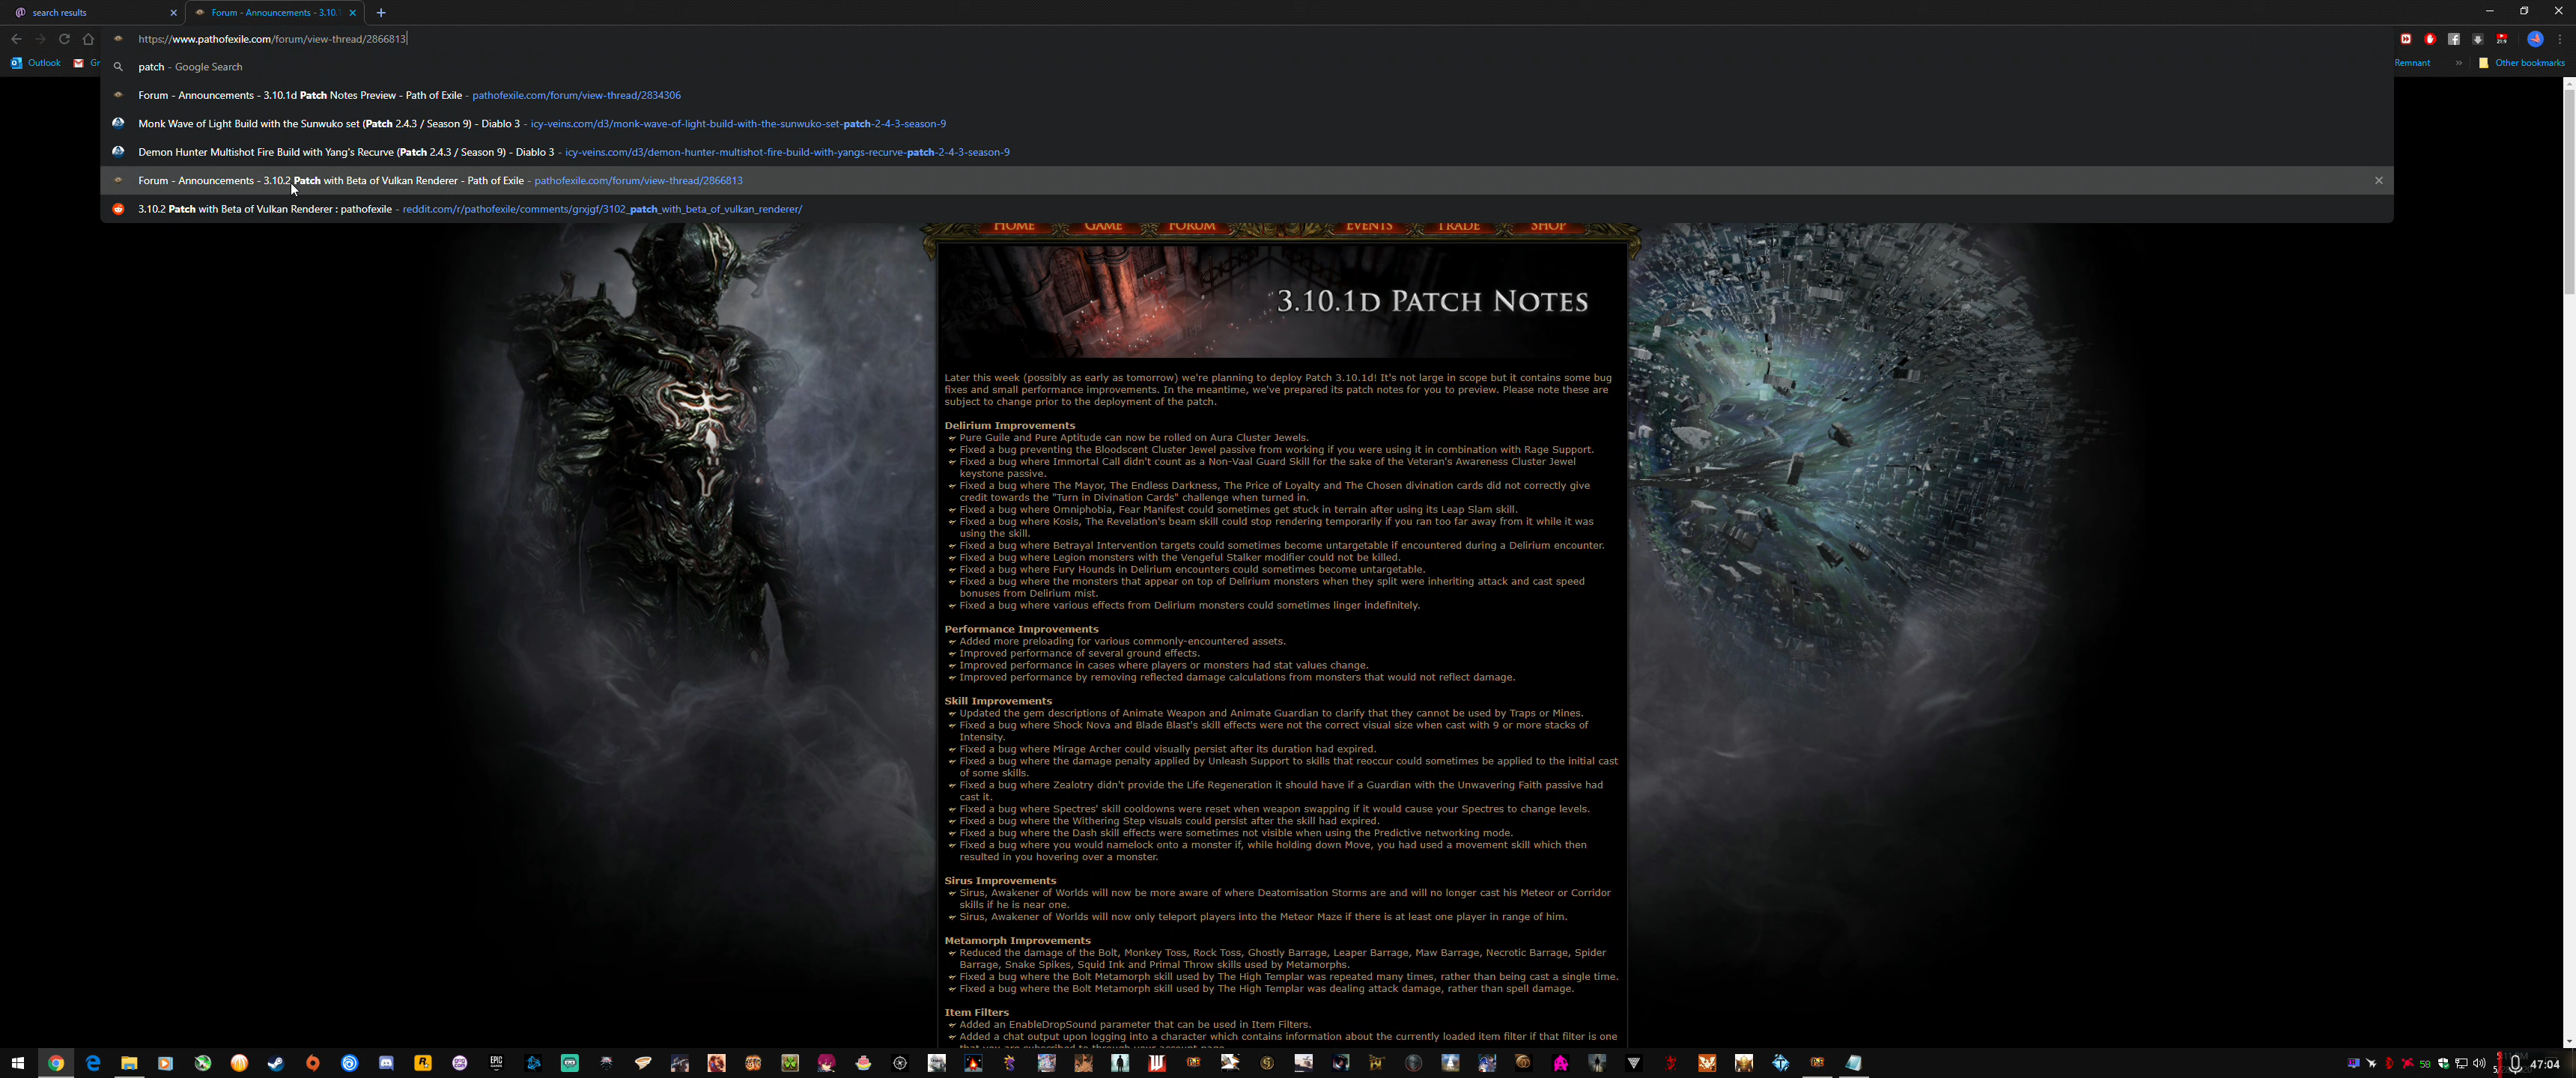 search results
Forum - Announcements - 3.10.1
https://www.pathofexile.com/forum/view-thread/2866813
patch - Google Search
Forum - Announcements - 3.10.1d Patch Notes Preview - Path of Exile - pathofexile.com/forum/view-thread/2834306
Monk Wave of Light Build with the Sunwuko set (Patch 2.4.3 / Season 9) - Diablo 3 - icy-veins.com/d3/monk-wave-of-light-build-with-the-sunwuko-set-patch-2-4-3-season-9
Demon Hunter Multishot Fire Build with Yang's Recurve (Patch 2.4.3 / Season 9) - Diablo 3 - icy-veins.com/d3/demon-hunter-multishot-fire-build-with-yangs-recurve-patch-2-4-3-season-9
Forum - Announcements - 3.10.2 Patch with Beta of Vulkan Renderer - Path of Exile - pathofexile.com/forum/view-thread/2866813
3.10.2 Patch with Beta of Vulkan Renderer : pathofexile - reddit.com/r/pathofexile/comments/grxjgf/3102_patch_with_beta_of_vulkan_renderer/
Outlook
Remnant
Other bookmarks
HOME GAME FORUM EVENTS TRADE SHOP
3.10.1D PATCH NOTES
Later this week (possibly as early as tomorrow) we're planning to deploy Patch 3.10.1d! It's not large in scope but it contains some bug
fixes and small performance improvements. In the meantime, we've prepared its patch notes for you to preview. Please note these are
subject to change prior to the deployment of the patch.
Delirium Improvements
Pure Guile and Pure Aptitude can now be rolled on Aura Cluster Jewels.
Fixed a bug preventing the Bloodscent Cluster Jewel passive from working if you were using it in combination with Rage Support.
Fixed a bug where Immortal Call didn't count as a Non-Vaal Guard Skill for the sake of the Veteran's Awareness Cluster Jewel
keystone passive.
Fixed a bug where The Mayor, The Endless Darkness, The Price of Loyalty and The Chosen divination cards did not correctly give
credit towards the "Turn in Divination Cards" challenge when turned in.
Fixed a bug where Omniphobia, Fear Manifest could sometimes get stuck in terrain after using its Leap Slam skill.
Fixed a bug where Kosis, The Revelation's beam skill could stop rendering temporarily if you ran too far away from it while it was
using the skill.
Fixed a bug where Betrayal Intervention targets could sometimes become untargetable if encountered during a Delirium encounter.
Fixed a bug where Legion monsters with the Vengeful Stalker modifier could not be killed.
Fixed a bug where Fury Hounds in Delirium encounters could sometimes become untargetable.
Fixed a bug where the monsters that appear on top of Delirium monsters when they split were inheriting attack and cast speed
bonuses from Delirium mist.
Fixed a bug where various effects from Delirium monsters could sometimes linger indefinitely.
Performance Improvements
Added more preloading for various commonly-encountered assets.
Improved performance of several ground effects.
Improved performance in cases where players or monsters had stat values change.
Improved performance by removing reflected damage calculations from monsters that would not reflect damage.
Skill Improvements
Updated the gem descriptions of Animate Weapon and Animate Guardian to clarify that they cannot be used by Traps or Mines.
Fixed a bug where Shock Nova and Blade Blast's skill effects were not the correct visual size when cast with 9 or more stacks of
Intensity.
Fixed a bug where Mirage Archer could visually persist after its duration had expired.
Fixed a bug where the damage penalty applied by Unleash Support to skills that reoccur could sometimes be applied to the initial cast
of some skills.
Fixed a bug where Zealotry didn't provide the Life Regeneration it should have if a Guardian with the Unwavering Faith passive had
cast it.
Fixed a bug where Spectres' skill cooldowns were reset when weapon swapping if it would cause your Spectres to change levels.
Fixed a bug where the Withering Step visuals could persist after the skill had expired.
Fixed a bug where the Dash skill effects were sometimes not visible when using the Predictive networking mode.
Fixed a bug where you would namelock onto a monster if, while holding down Move, you had used a movement skill which then
resulted in you hovering over a monster.
Sirus Improvements
Sirus, Awakener of Worlds will now be more aware of where Deatomisation Storms are and will no longer cast his Meteor or Corridor
skills if he is near one.
Sirus, Awakener of Worlds will now only teleport players into the Meteor Maze if there is at least one player in range of him.
Metamorph Improvements
Reduced the damage of the Bolt, Monkey Toss, Rock Toss, Ghostly Barrage, Leaper Barrage, Maw Barrage, Necrotic Barrage, Spider
Barrage, Snake Spikes, Squid Ink and Primal Throw skills used by Metamorphs.
Fixed a bug where the Bolt Metamorph skill used by The High Templar was repeated many times, rather than being cast a single time.
Fixed a bug where the Bolt Metamorph skill used by The High Templar was dealing attack damage, rather than spell damage.
Item Filters
Added an EnableDropSound parameter that can be used in Item Filters.
Added a chat output upon logging into a character which contains information about the currently loaded item filter if that filter is one
58
47:04